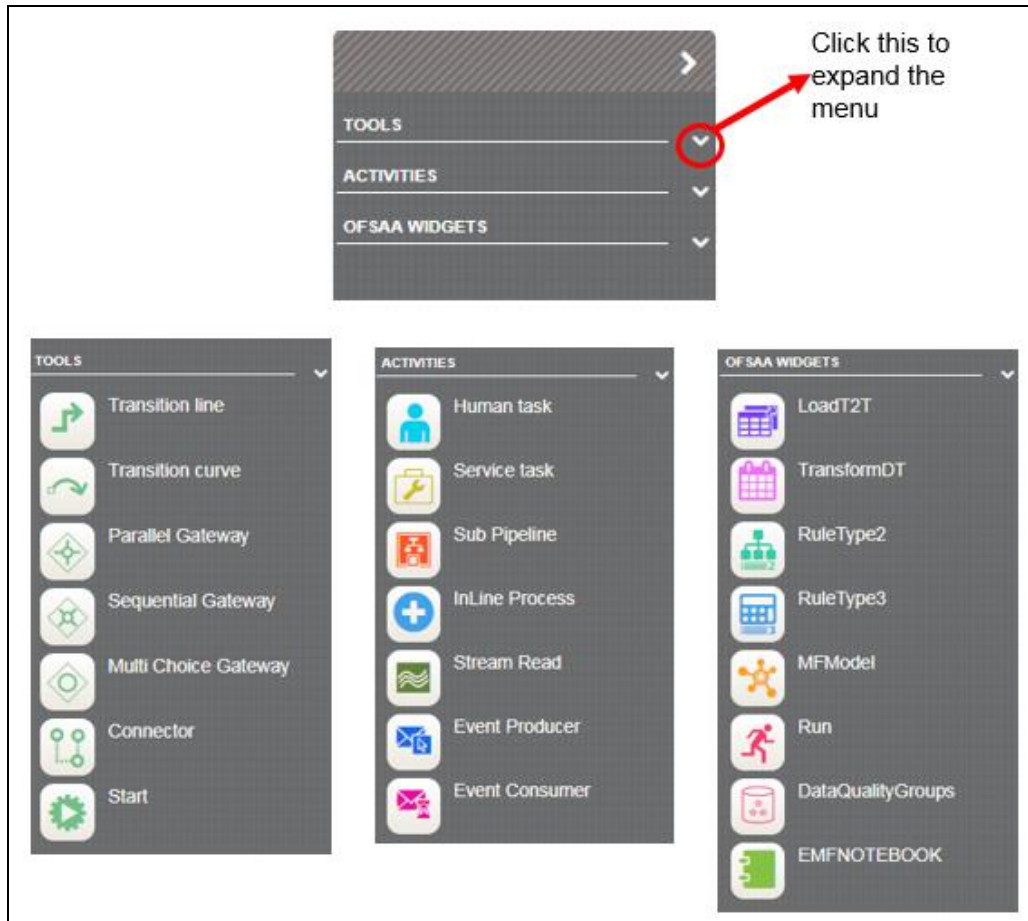 Click this to
expand the
menu
TOOLS
ACTIVITIES
OFSAA WIDGETS
TOOLS
Transition line
Transition curve
Parallel Gateway
Sequential Gateway
Multi Choice Gateway
Connector
Start
ACTIVITIES
Human task
Service task
Sub Pipeline
InLine Process
Stream Read
Event Producer
Event Consumer
OFSAA WIDGETS
LoadT2T
TransformDT
RuleType2
RuleType3
MFModel
Run
DataQualityGroups
EMFNOTEBOOK